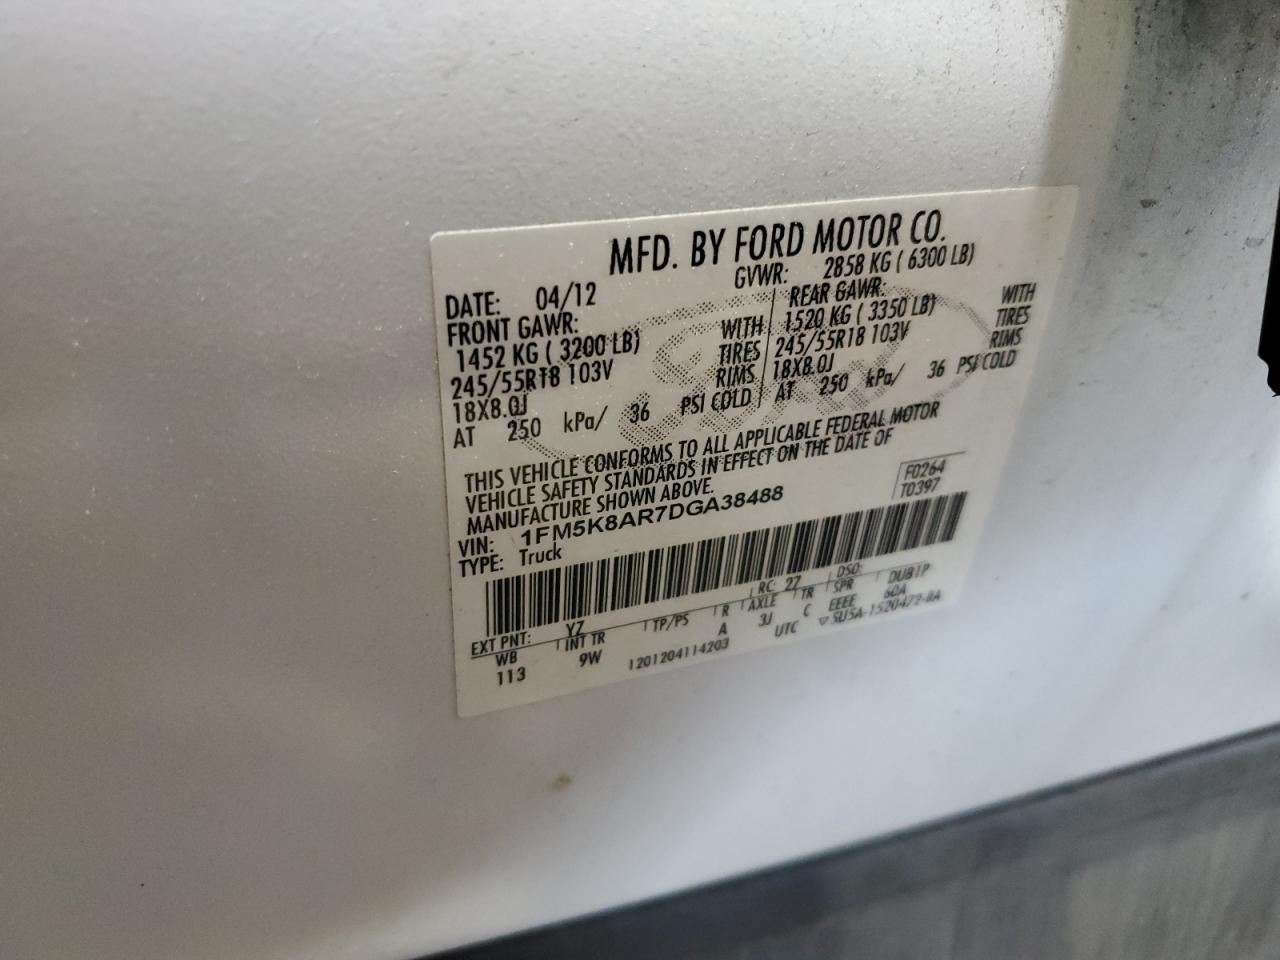 MFD. BY FORD MOTOR CO.
DATE: 04/12 GVWR: 2858 KG ( 6300 LB)
FRONT GAWR: REAR GAWR:
1452 KG ( 3200 LB) WITH 1520 KG ( 3350 LB) WITH
245/55R18 103V TIRES 245/55R18 103V TIRES
18X8.0J RIMS 18X8.0J RIMS
AT 250 kPa/ 36 PSI COLD AT 250 kPa/ 36 PSI COLD
Ford
THIS VEHICLE CONFORMS TO ALL APPLICABLE FEDERAL MOTOR
VEHICLE SAFETY STANDARDS IN EFFECT ON THE DATE OF
MANUFACTURE SHOWN ABOVE.
F0264
T0397
VIN: 1FM5K8AR7DGA38488
TYPE: Truck
EXT PNT: YZ RC: 27 DSO:
WB INT TR TP/PS R AXLE TR SPR DUB1P
113 9W A 3J C EEEE 60A
1201204114203 UTC ▽5U5A-1520472-BA